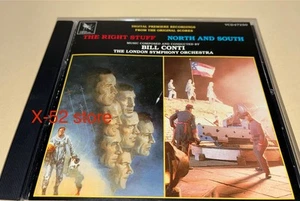 DIGITAL PREMIERE RECORDINGS
FROM THE ORIGINAL SCORES
THE RIGHT STUFF NORTH AND SOUTH
MUSIC COMPOSED AND CONDUCTED BY
BILL CONTI
THE LONDON SYMPHONY ORCHESTRA
X-52 store